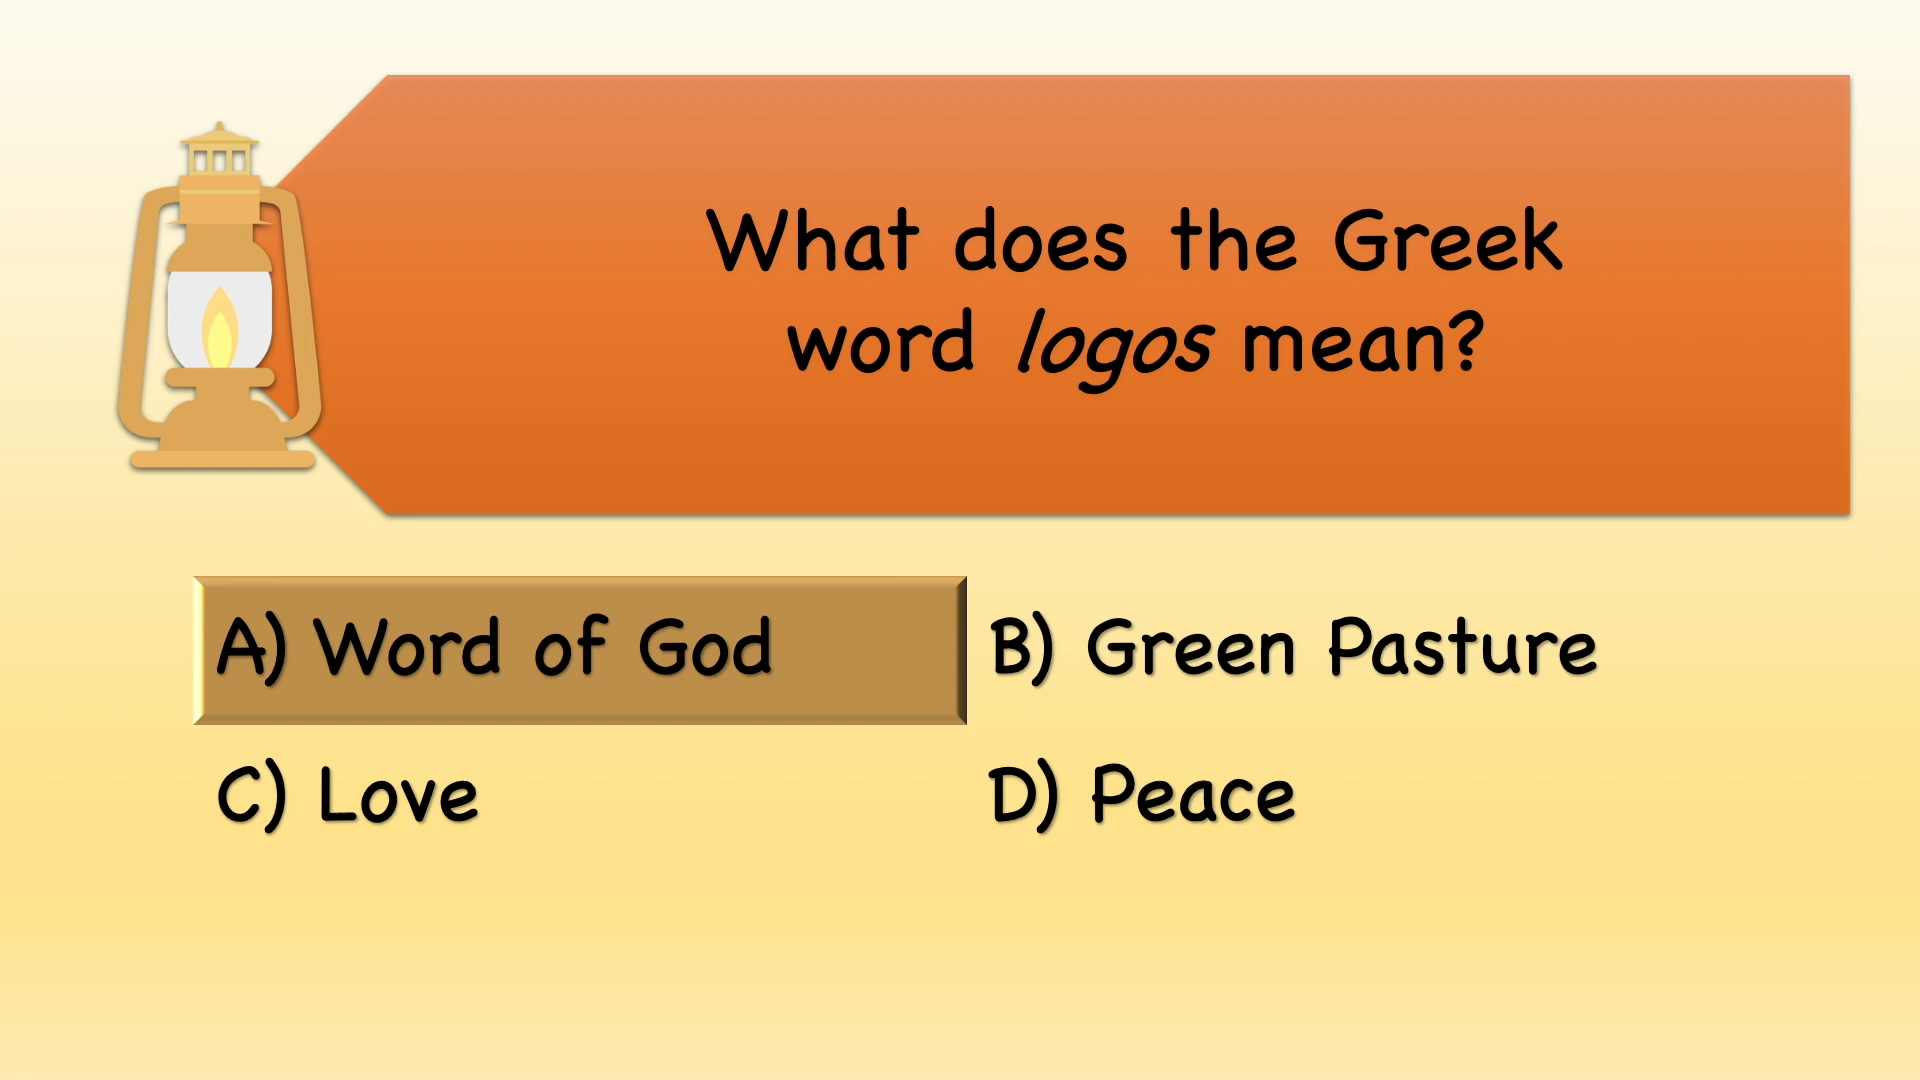 What does the Greek
word logos mean?
A) Word of God
B) Green Pasture
C) Love
D) Peace